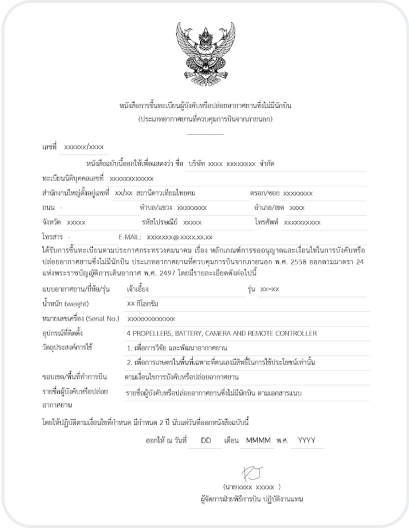 หนังสือการขึ้นทะเบียนผู้บังคับหรือปล่อยอากาศยานซึ่งไม่มีนักบิน
(ประเภทอากาศยานที่ควบคุมการบินจากภายนอก)
เลขที่ xxxxxx/xxxx
หนังสือฉบับนี้ออกให้เพื่อแสดงว่า ชื่อ บริษัท xxxx xxxxxxxx จำกัด
ทะเบียนนิติบุคคลเลขที่ xxxxxxxxxxxx
สำนักงานใหญ่ตั้งอยู่เลขที่ xx/xx สถานีดาวเทียมไทยคม ตรอก/ซอย xxxxxxxx
ถนน - ตำบล/แขวง xxxxxxxx อำเภอ/เขต xxxx
จังหวัด xxxxx รหัสไปรษณีย์ xxxxx โทรศัพท์ xxxxxxxxxx
โทรสาร - E-MAIL: xxxxxxx@xxxx.xx.xx
ได้รับการขึ้นทะเบียนตามประกาศกระทรวงคมนาคม เรื่อง หลักเกณฑ์การขออนุญาตและเงื่อนไขในการบังคับหรือ
ปล่อยอากาศยานซึ่งไม่มีนักบิน ประเภทอากาศยานที่ควบคุมการบินจากภายนอก พ.ศ. 2558 ออกตามมาตรา 24
แห่งพระราชบัญญัติการเดินอากาศ พ.ศ. 2497 โดยมีรายละเอียดดังต่อไปนี้
แบบอากาศยาน/ยี่ห้อ/รุ่น เจ้าเอี้ยง รุ่น xx-xx
น้ำหนัก (weight) xx กิโลกรัม
หมายเลขเครื่อง (Serial No.) xxxxxxxxxxxxx
อุปกรณ์ที่ติดตั้ง 4 PROPELLERS, BATTERY, CAMERA AND REMOTE CONTROLLER
วัตถุประสงค์การใช้ 1. เพื่อการวิจัย และพัฒนาอากาศยาน
2. เพื่อการเกษตรในพื้นที่เฉพาะที่ตนเองมีสิทธิ์ในการใช้ประโยชน์เท่านั้น
ขอบเขต/พื้นที่ทำการบิน ตามเงื่อนไขการบังคับหรือปล่อยอากาศยาน
รายชื่อผู้บังคับหรือปล่อย รายชื่อผู้บังคับหรือปล่อยอากาศยานซึ่งไม่มีนักบิน ตามเอกสารแนบ
อากาศยาน
โดยให้ปฏิบัติตามเงื่อนไขที่กำหนด มีกำหนด 2 ปี นับแต่วันที่ออกหนังสือฉบับนี้
ออกให้ ณ วันที่ DD เดือน MMMM พ.ศ. YYYY
(นายxxxx xxxxx )
ผู้จัดการฝ่ายพิธีการบิน ปฏิบัติงานแทน